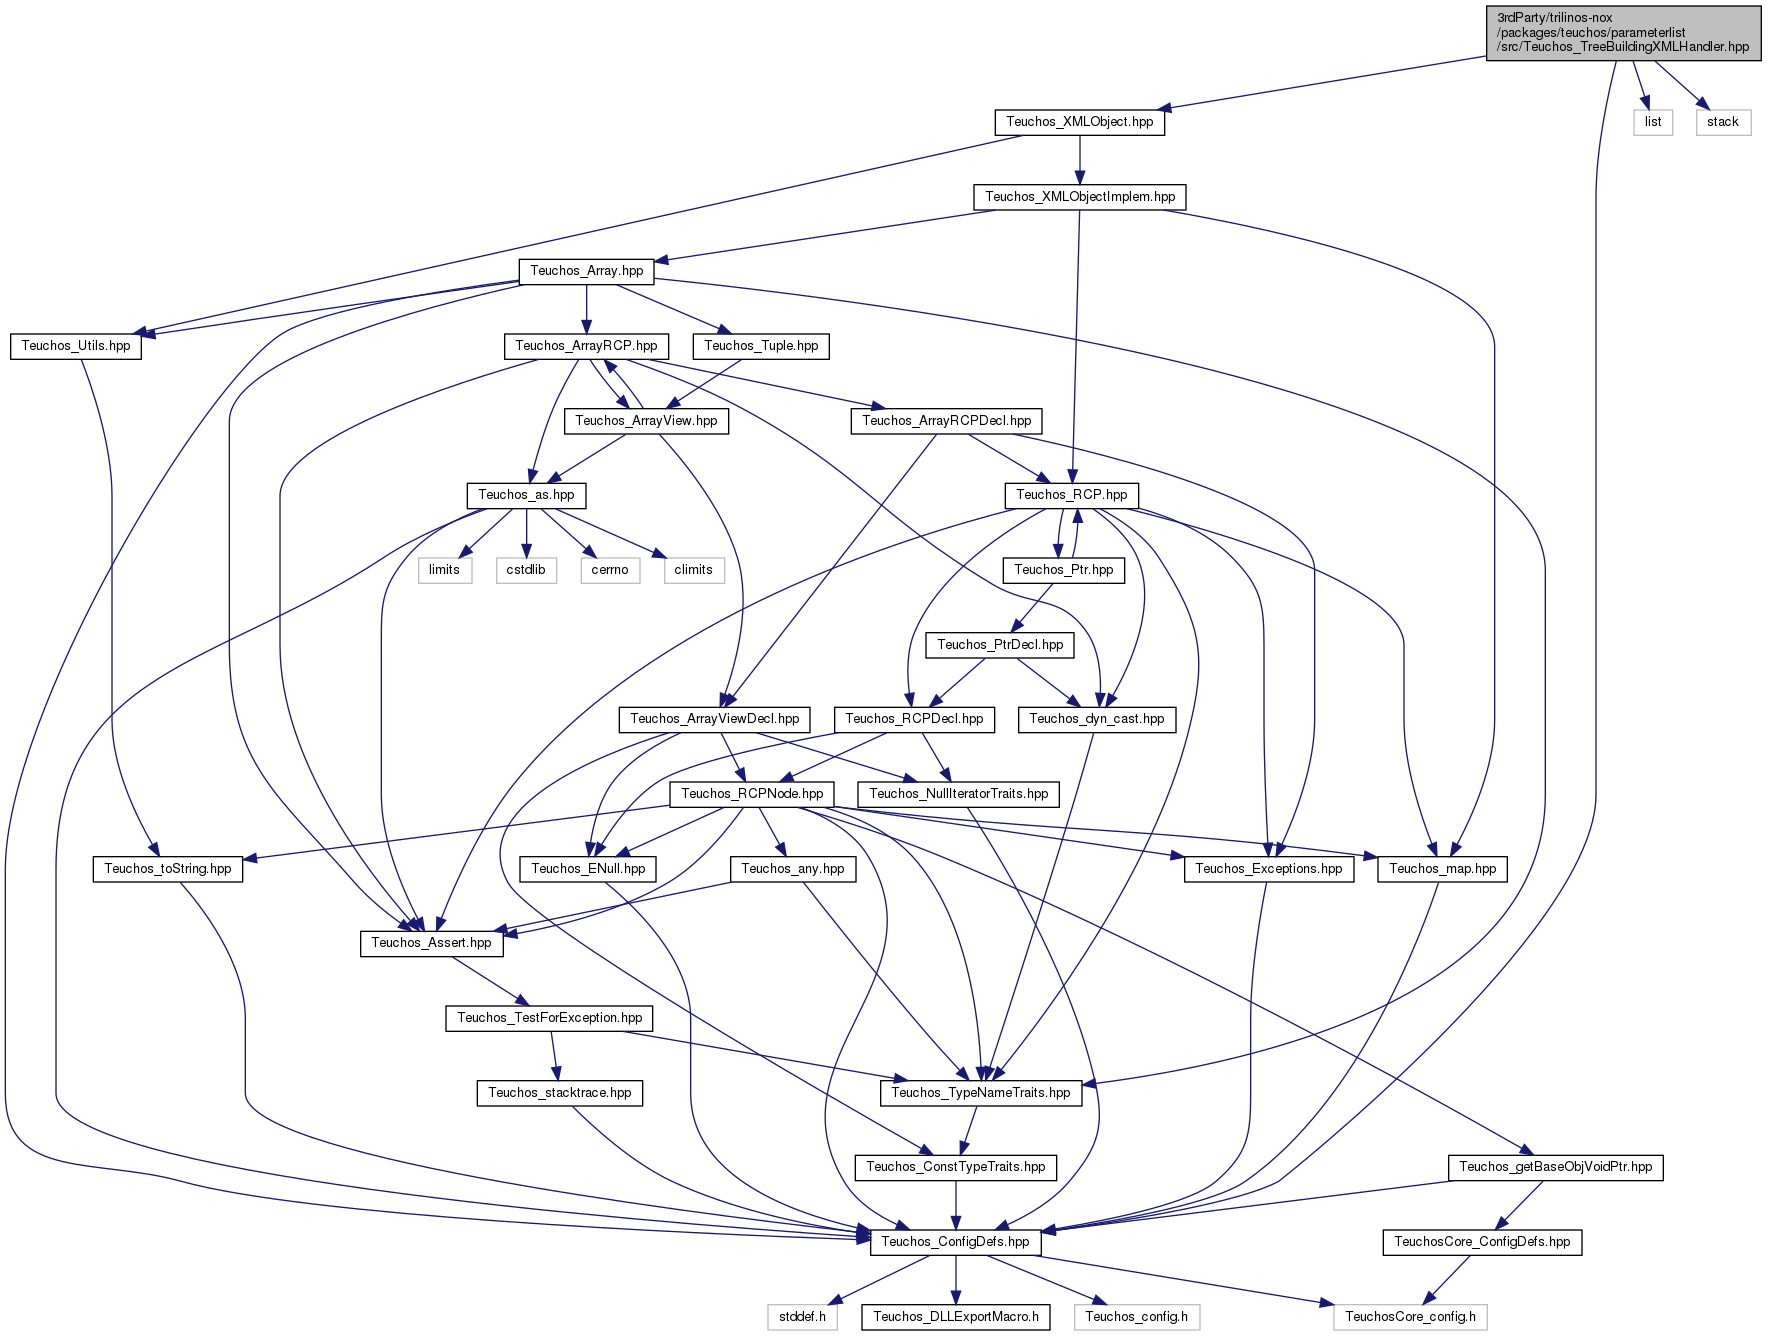 3rdParty/trilinos-nox
/packages/teuchos/parameterlist
/src/Teuchos_TreeBuildingXMLHandler.hpp
Teuchos_XMLObject.hpp
list
stack
Teuchos_XMLObjectImplem.hpp
Teuchos_Array.hpp
Teuchos_Utils.hpp
Teuchos_ArrayRCP.hpp
Teuchos_Tuple.hpp
Teuchos_ArrayView.hpp
Teuchos_ArrayRCPDecl.hpp
Teuchos_as.hpp
Teuchos_RCP.hpp
limits
cstdlib
cerrno
climits
Teuchos_Ptr.hpp
Teuchos_PtrDecl.hpp
Teuchos_ArrayViewDecl.hpp
Teuchos_RCPDecl.hpp
Teuchos_dyn_cast.hpp
Teuchos_RCPNode.hpp
Teuchos_NullIteratorTraits.hpp
Teuchos_toString.hpp
Teuchos_ENull.hpp
Teuchos_any.hpp
Teuchos_Exceptions.hpp
Teuchos_map.hpp
Teuchos_Assert.hpp
Teuchos_TestForException.hpp
Teuchos_stacktrace.hpp
Teuchos_TypeNameTraits.hpp
Teuchos_ConstTypeTraits.hpp
Teuchos_getBaseObjVoidPtr.hpp
Teuchos_ConfigDefs.hpp
TeuchosCore_ConfigDefs.hpp
stddef.h
Teuchos_DLLExportMacro.h
Teuchos_config.h
TeuchosCore_config.h